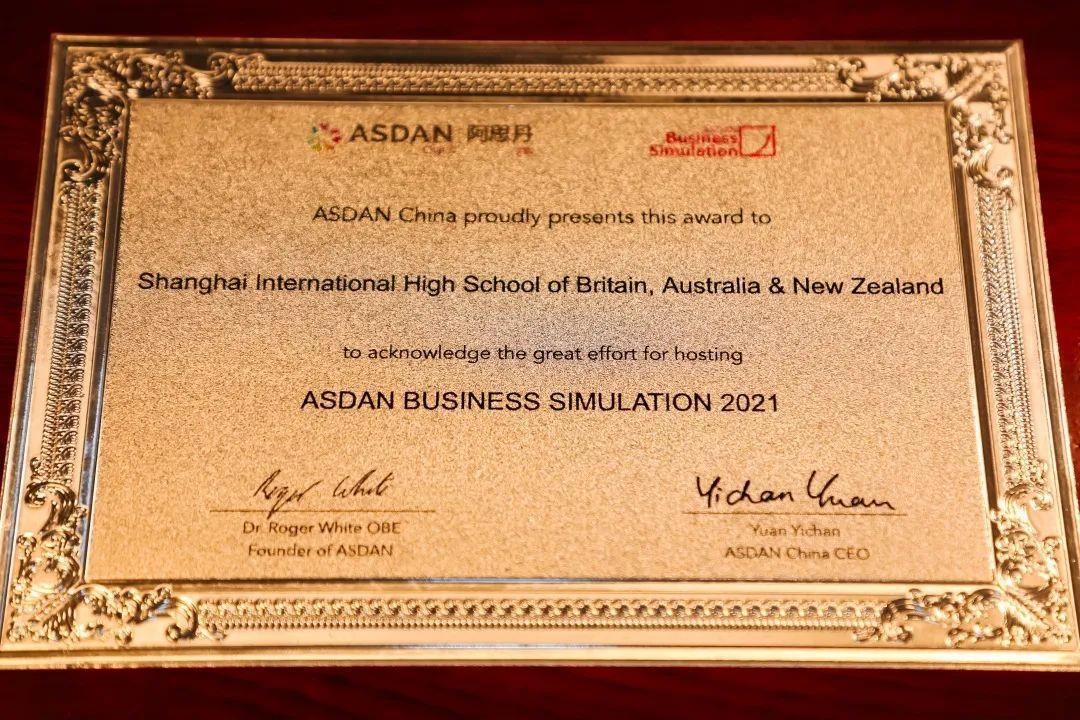 ASDAN 阿思丹
Business
Simulation
ASDAN China proudly presents this award to
Shanghai International High School of Britain, Australia & New Zealand
to acknowledge the great effort for hosting
ASDAN BUSINESS SIMULATION 2021
Roger White
Yichan Yuan
Dr Roger White OBE
Yuan Yichan
Founder of ASDAN
ASDAN China CEO